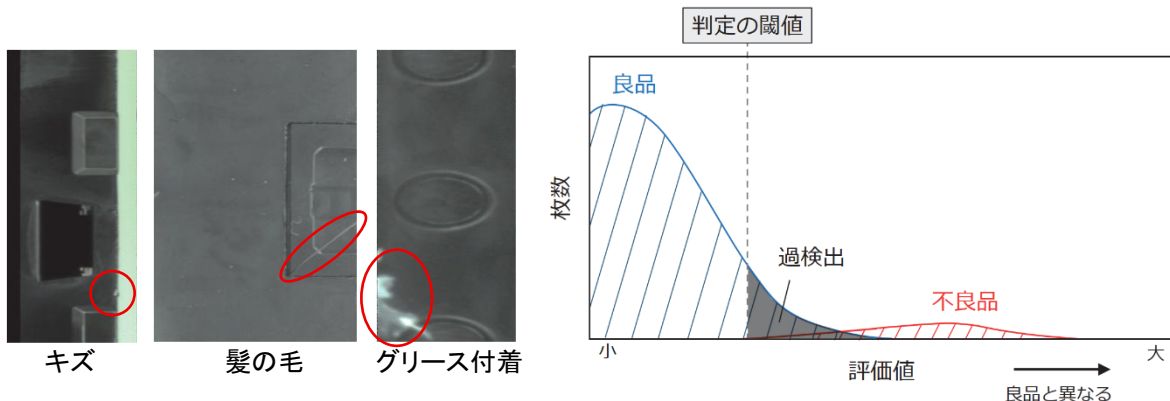 キズ
髪の毛
グリース付着
判定の閾値
良品
枚数
過検出
不良品
小
大
評価値
良品と異なる